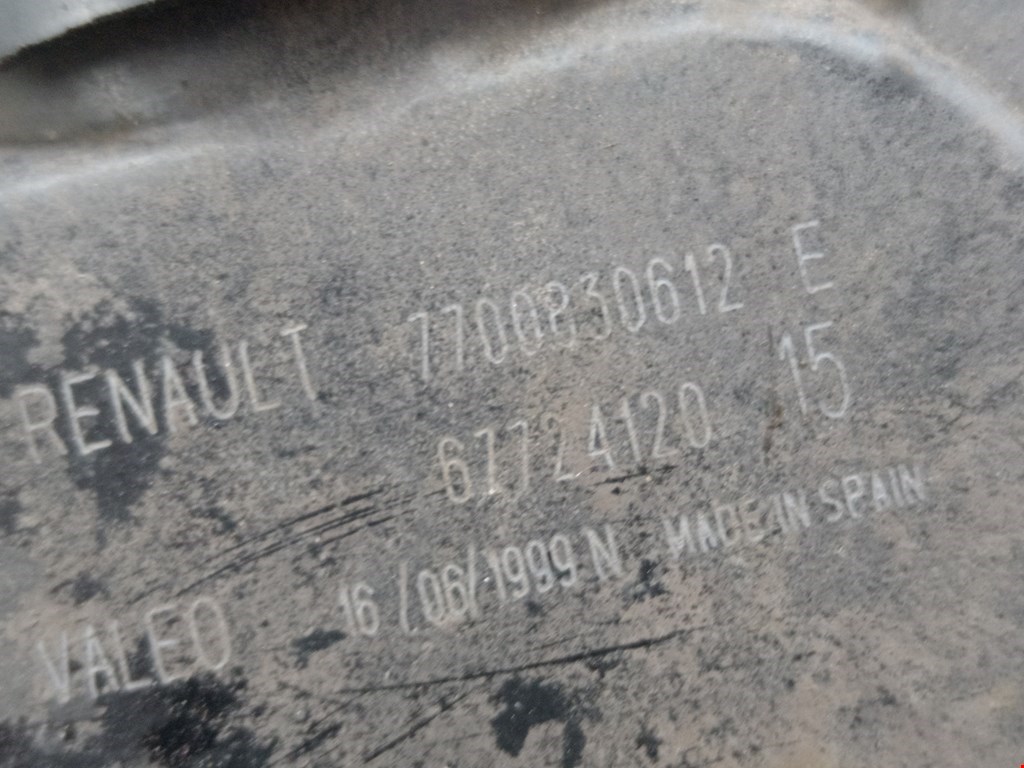 RENAULT 7700830612 E
67724120 15
VALEO 16/06/1999 N MADE IN SPAIN